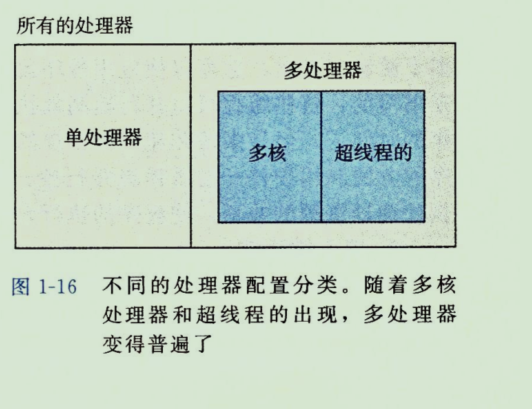 所有的处理器
多处理器
单处理器
多核
超线程的
图 1-16 不同的处理器配置分类。随着多核
处理器和超线程的出现，多处理器
变得普遍了